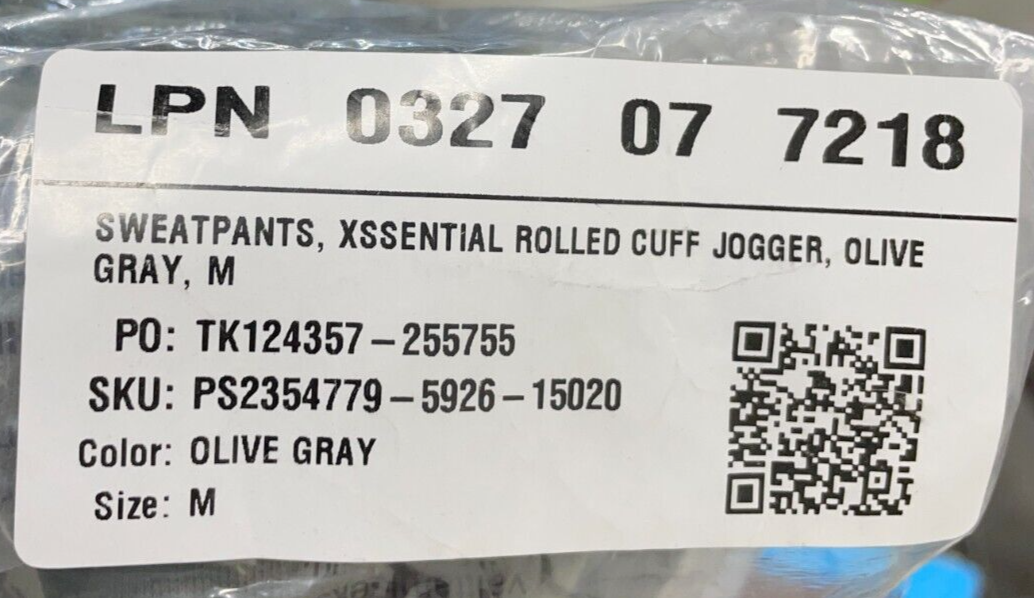 LPN 0327 07 7218
SWEATPANTS, XSSENTIAL ROLLED CUFF JOGGER, OLIVE
GRAY, M
PO: TK124357-255755
SKU: PS2354779-5926-15020
Color: OLIVE GRAY
Size: M